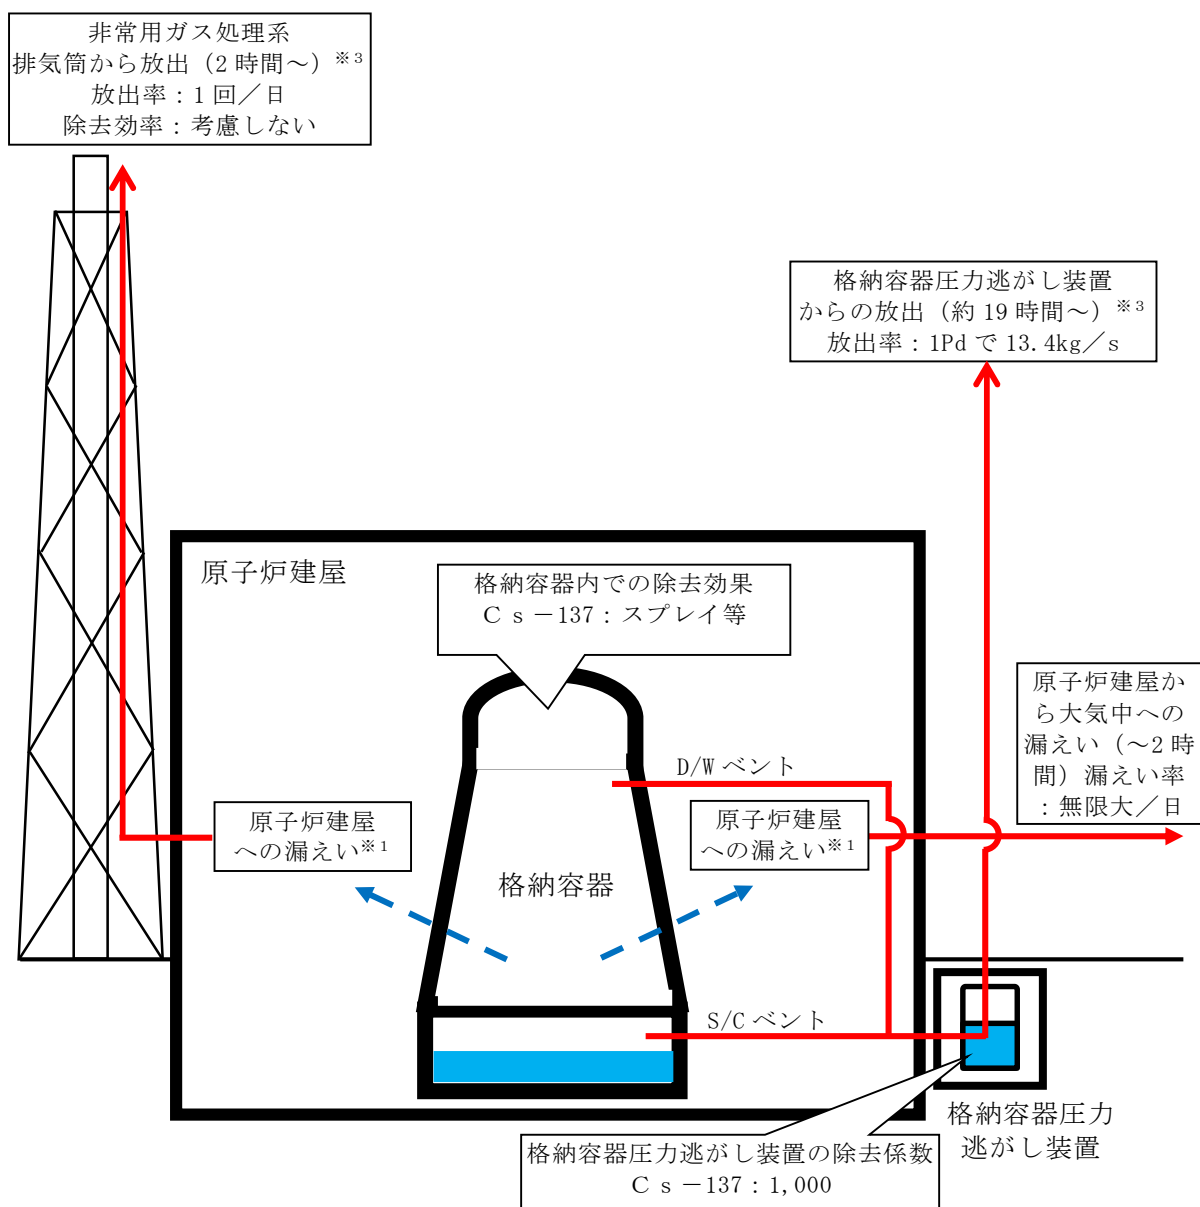 非常用ガス処理系
排気筒から放出（2時間～）※3
放出率：1回／日
除去効率：考慮しない
格納容器圧力逃がし装置
からの放出（約19時間～）※3
放出率：1Pdで13.4kg／s
原子炉建屋
格納容器内での除去効果
Ｃｓ－137：スプレイ等
原子炉建屋か
ら大気中への
漏えい（～2時
間）漏えい率
：無限大／日
D/Wベント
原子炉建屋
への漏えい※1
原子炉建屋
への漏えい※1
格納容器
S/Cベント
格納容器圧力
逃がし装置
格納容器圧力逃がし装置の除去係数
Ｃｓ－137：1,000